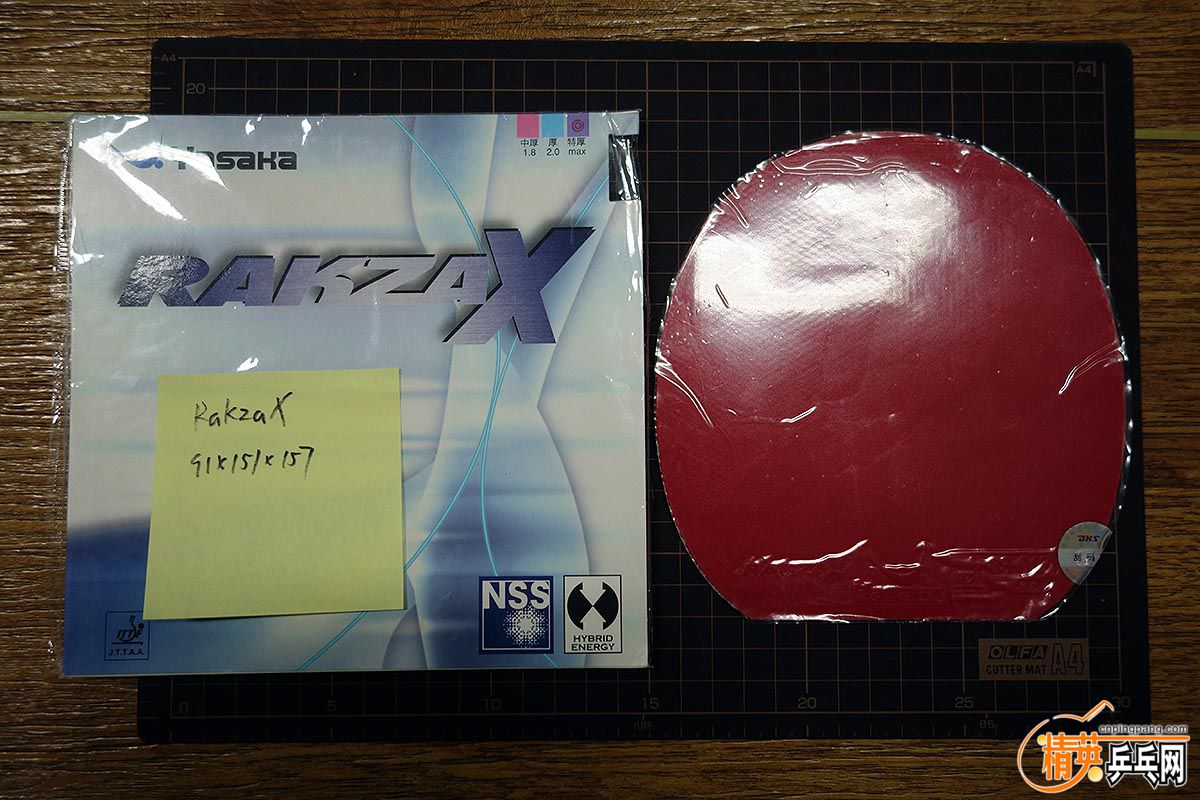 A4
A4
20
Yasaka
中厚 厚 特厚
1.8 2.0 max
RAKZA X
RakzaX
91x151x157
NSS
HYBRID
ENERGY
J.T.T.A.A.
DHS
OLFA
CUTTER MAT A4
0 5 10 15 20 25 30
B5
cnpingpang.com
精英乒乓网